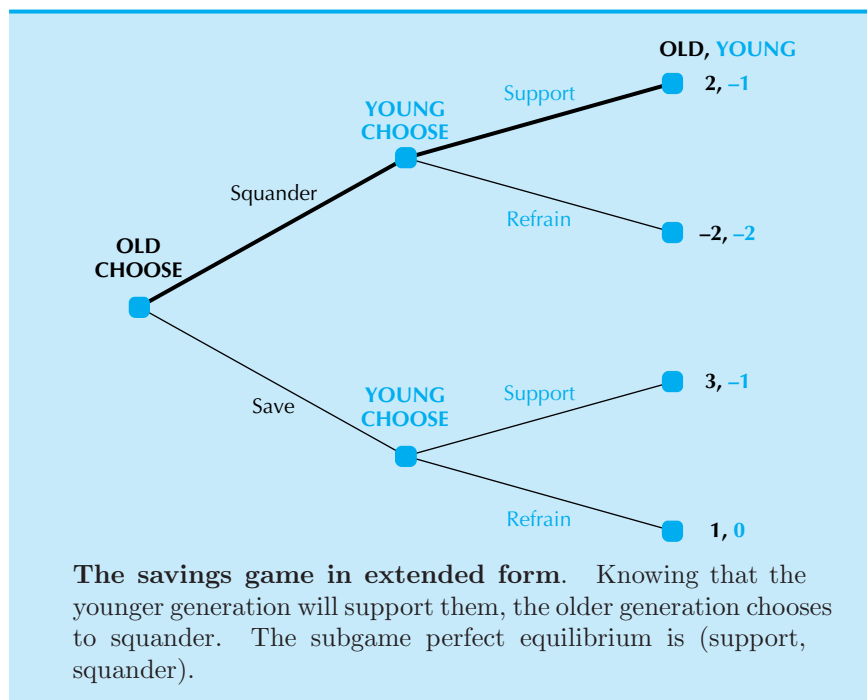 OLD, YOUNG
2, –1
Support
YOUNG
CHOOSE
Squander
Refrain
–2, –2
OLD
CHOOSE
3, –1
Support
YOUNG
CHOOSE
Save
Refrain
1, 0
The savings game in extended form. Knowing that the
younger generation will support them, the older generation chooses
to squander. The subgame perfect equilibrium is (support,
squander).